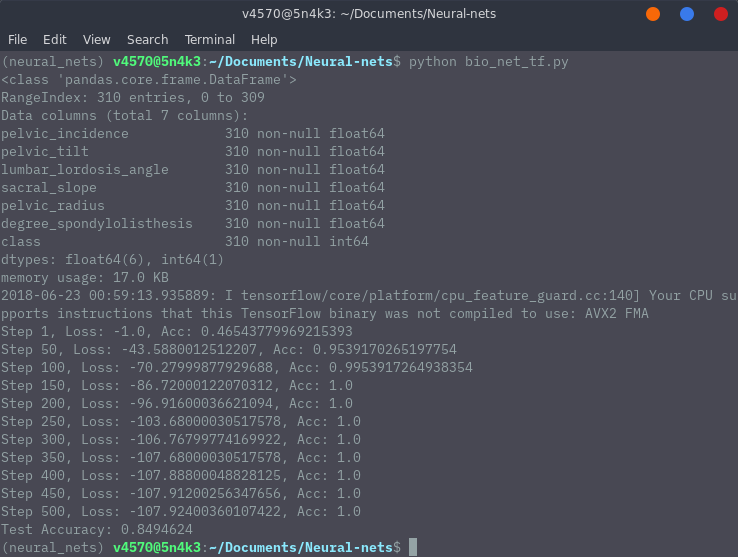 v4570@5n4k3: ~/Documents/Neural-nets
File Edit View Search Terminal Help
(neural_nets) v4570@5n4k3:~/Documents/Neural-nets$ python bio_net_tf.py
<class 'pandas.core.frame.DataFrame'>
RangeIndex: 310 entries, 0 to 309
Data columns (total 7 columns):
pelvic_incidence            310 non-null float64
pelvic_tilt                 310 non-null float64
lumbar_lordosis_angle       310 non-null float64
sacral_slope                310 non-null float64
pelvic_radius               310 non-null float64
degree_spondylolisthesis    310 non-null float64
class                       310 non-null int64
dtypes: float64(6), int64(1)
memory usage: 17.0 KB
2018-06-23 00:59:13.935889: I tensorflow/core/platform/cpu_feature_guard.cc:140] Your CPU su
pports instructions that this TensorFlow binary was not compiled to use: AVX2 FMA
Step 1, Loss: -1.0, Acc: 0.46543779969215393
Step 50, Loss: -43.5880012512207, Acc: 0.9539170265197754
Step 100, Loss: -70.27999877929688, Acc: 0.9953917264938354
Step 150, Loss: -86.72000122070312, Acc: 1.0
Step 200, Loss: -96.91600036621094, Acc: 1.0
Step 250, Loss: -103.68000030517578, Acc: 1.0
Step 300, Loss: -106.76799774169922, Acc: 1.0
Step 350, Loss: -107.68000030517578, Acc: 1.0
Step 400, Loss: -107.88800048828125, Acc: 1.0
Step 450, Loss: -107.91200256347656, Acc: 1.0
Step 500, Loss: -107.92400360107422, Acc: 1.0
Test Accuracy: 0.8494624
(neural_nets) v4570@5n4k3:~/Documents/Neural-nets$